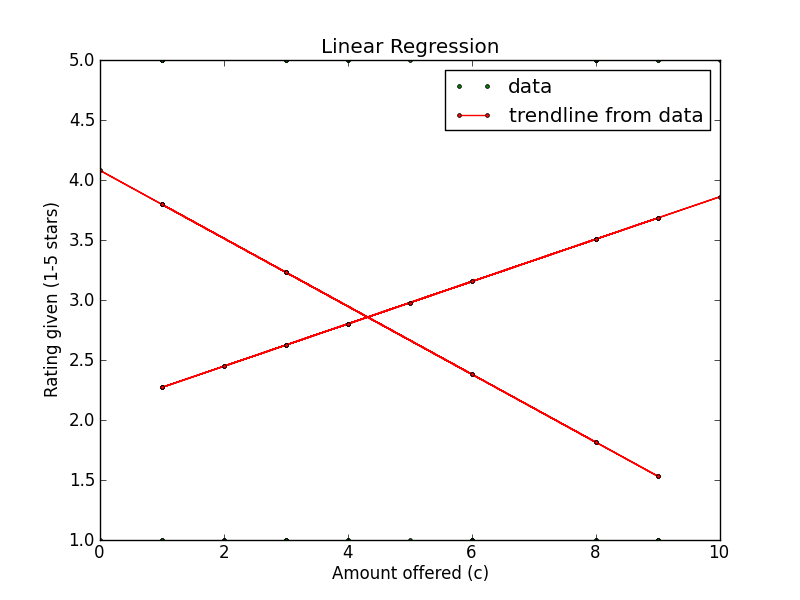 Linear Regression
data
trendline from data
5.0
4.5
4.0
3.5
3.0
2.5
2.0
1.5
1.0
Rating given (1-5 stars)
0 2 4 6 8 10
Amount offered (c)